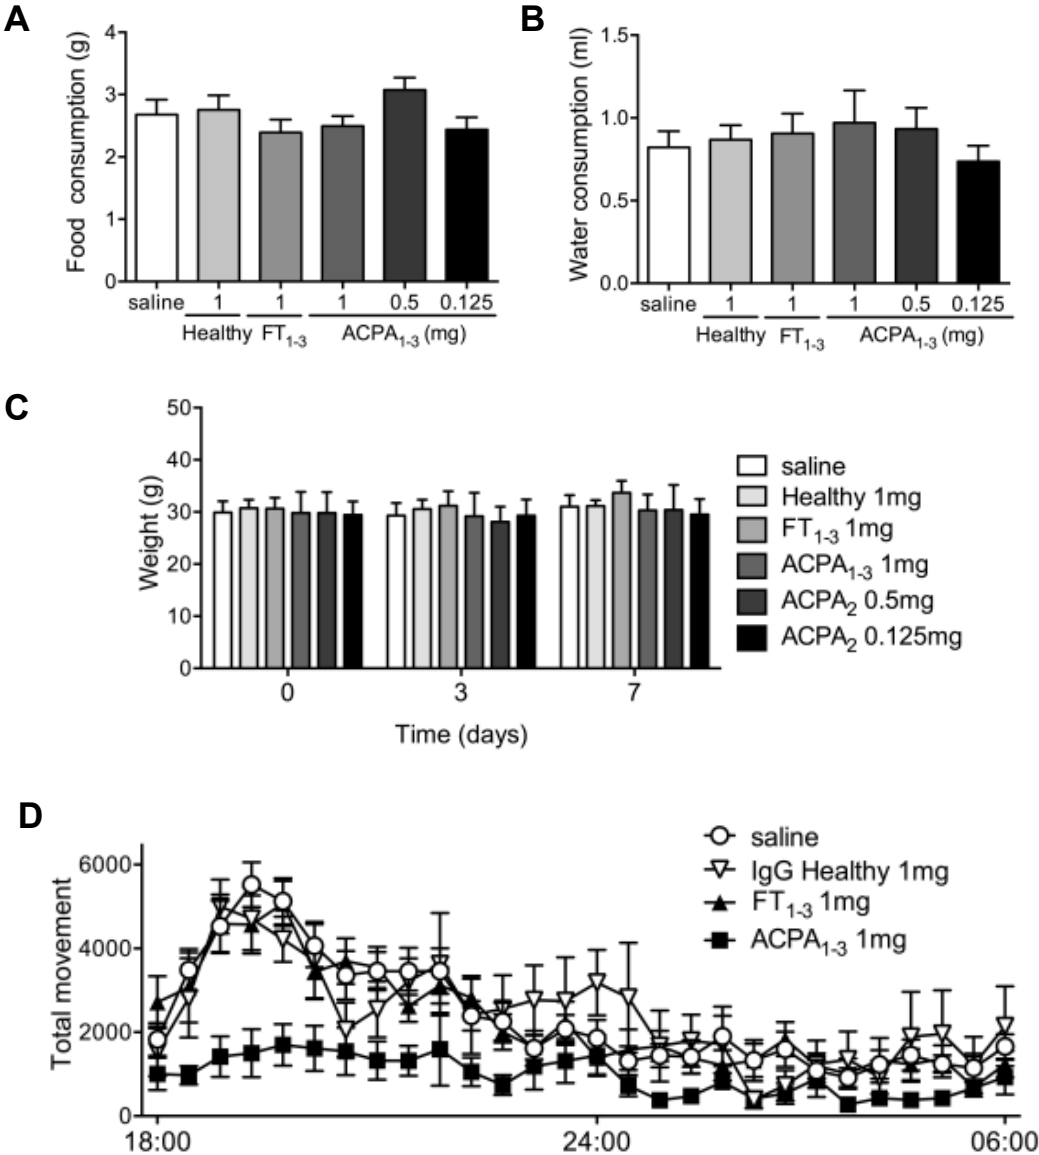 A
Food consumption (g)
4
3
2
1
0
saline 1 1 1 0.5 0.125
Healthy FT1-3 ACPA1-3 (mg)
B
Water consumption (ml)
1.5
1.0
0.5
0.0
saline 1 1 1 0.5 0.125
Healthy FT1-3 ACPA1-3 (mg)
C
Weight (g)
50
40
30
20
10
0
0 3 7
Time (days)
saline
Healthy 1mg
FT1-3 1mg
ACPA1-3 1mg
ACPA2 0.5mg
ACPA2 0.125mg
D
Total movement
6000
4000
2000
0
18:00 24:00 06:00
saline
IgG Healthy 1mg
FT1-3 1mg
ACPA1-3 1mg